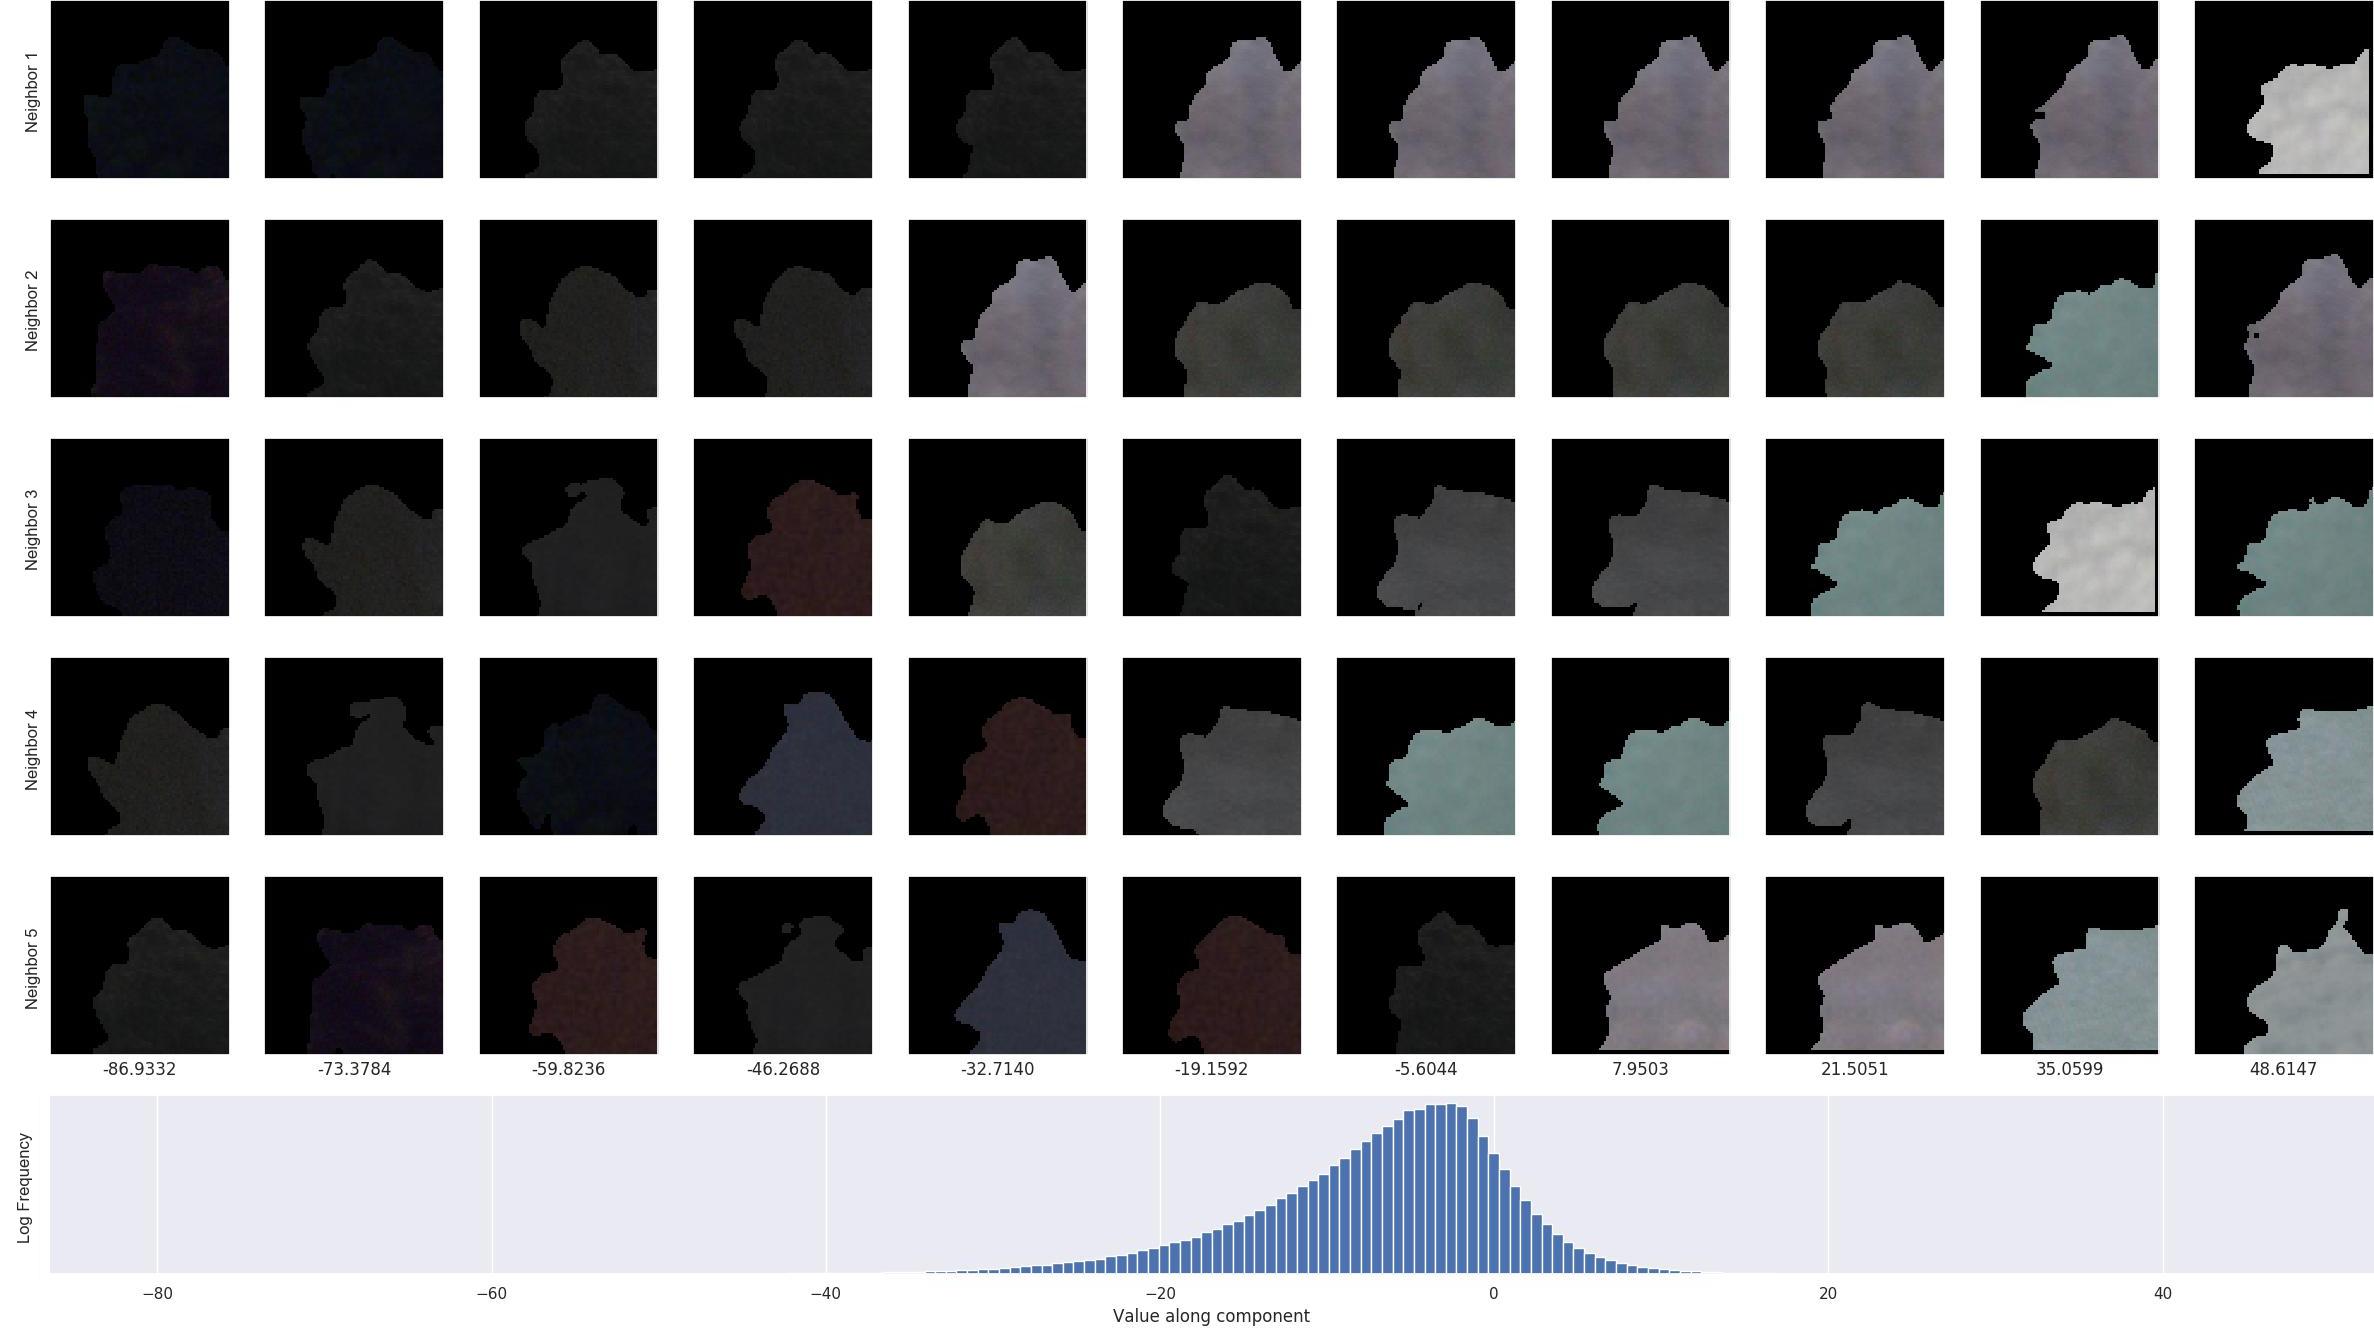 Neighbor 1
Neighbor 2
Neighbor 3
Neighbor 4
Neighbor 5
-86.9332 -73.3784 -59.8236 -46.2688 -32.7140 -19.1592 -5.6044 7.9503 21.5051 35.0599 48.6147
Log Frequency
−80 −60 −40 −20 0 20 40
Value along component